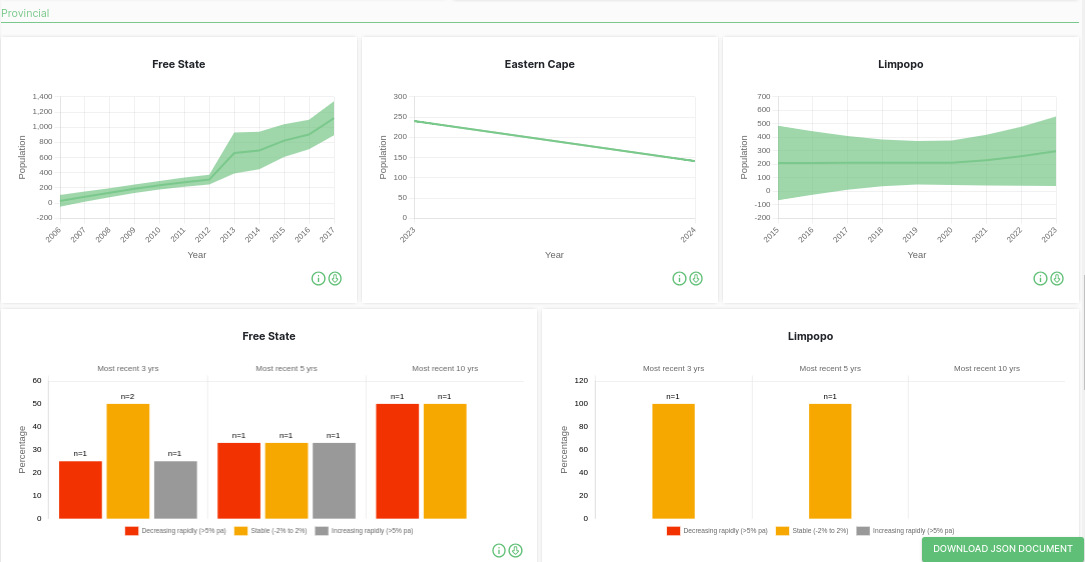 Provincial
Free State
Population
1,400
1,200
1,000
800
600
400
200
0
-200
2006 2007 2008 2009 2010 2011 2012 2013 2014 2015 2016 2017
Year
Eastern Cape
Population
300
250
200
150
100
50
0
2023 2024
Year
Limpopo
Population
700
600
500
400
300
200
100
0
-100
-200
2015 2016 2017 2018 2019 2020 2021 2022 2023
Year
Free State
Most recent 3 yrs Most recent 5 yrs Most recent 10 yrs
Percentage
60
50
40
30
20
10
0
n=1 n=2 n=1 n=1 n=1 n=1 n=1 n=1
Decreasing rapidly (>5% pa) Stable (-2% to 2%) Increasing rapidly (>5% pa)
Limpopo
Most recent 3 yrs Most recent 5 yrs Most recent 10 yrs
Percentage
120
100
80
60
40
20
0
n=1 n=1
Decreasing rapidly (>5% pa) Stable (-2% to 2%) Increasing rapidly (>5% pa)
DOWNLOAD JSON DOCUMENT